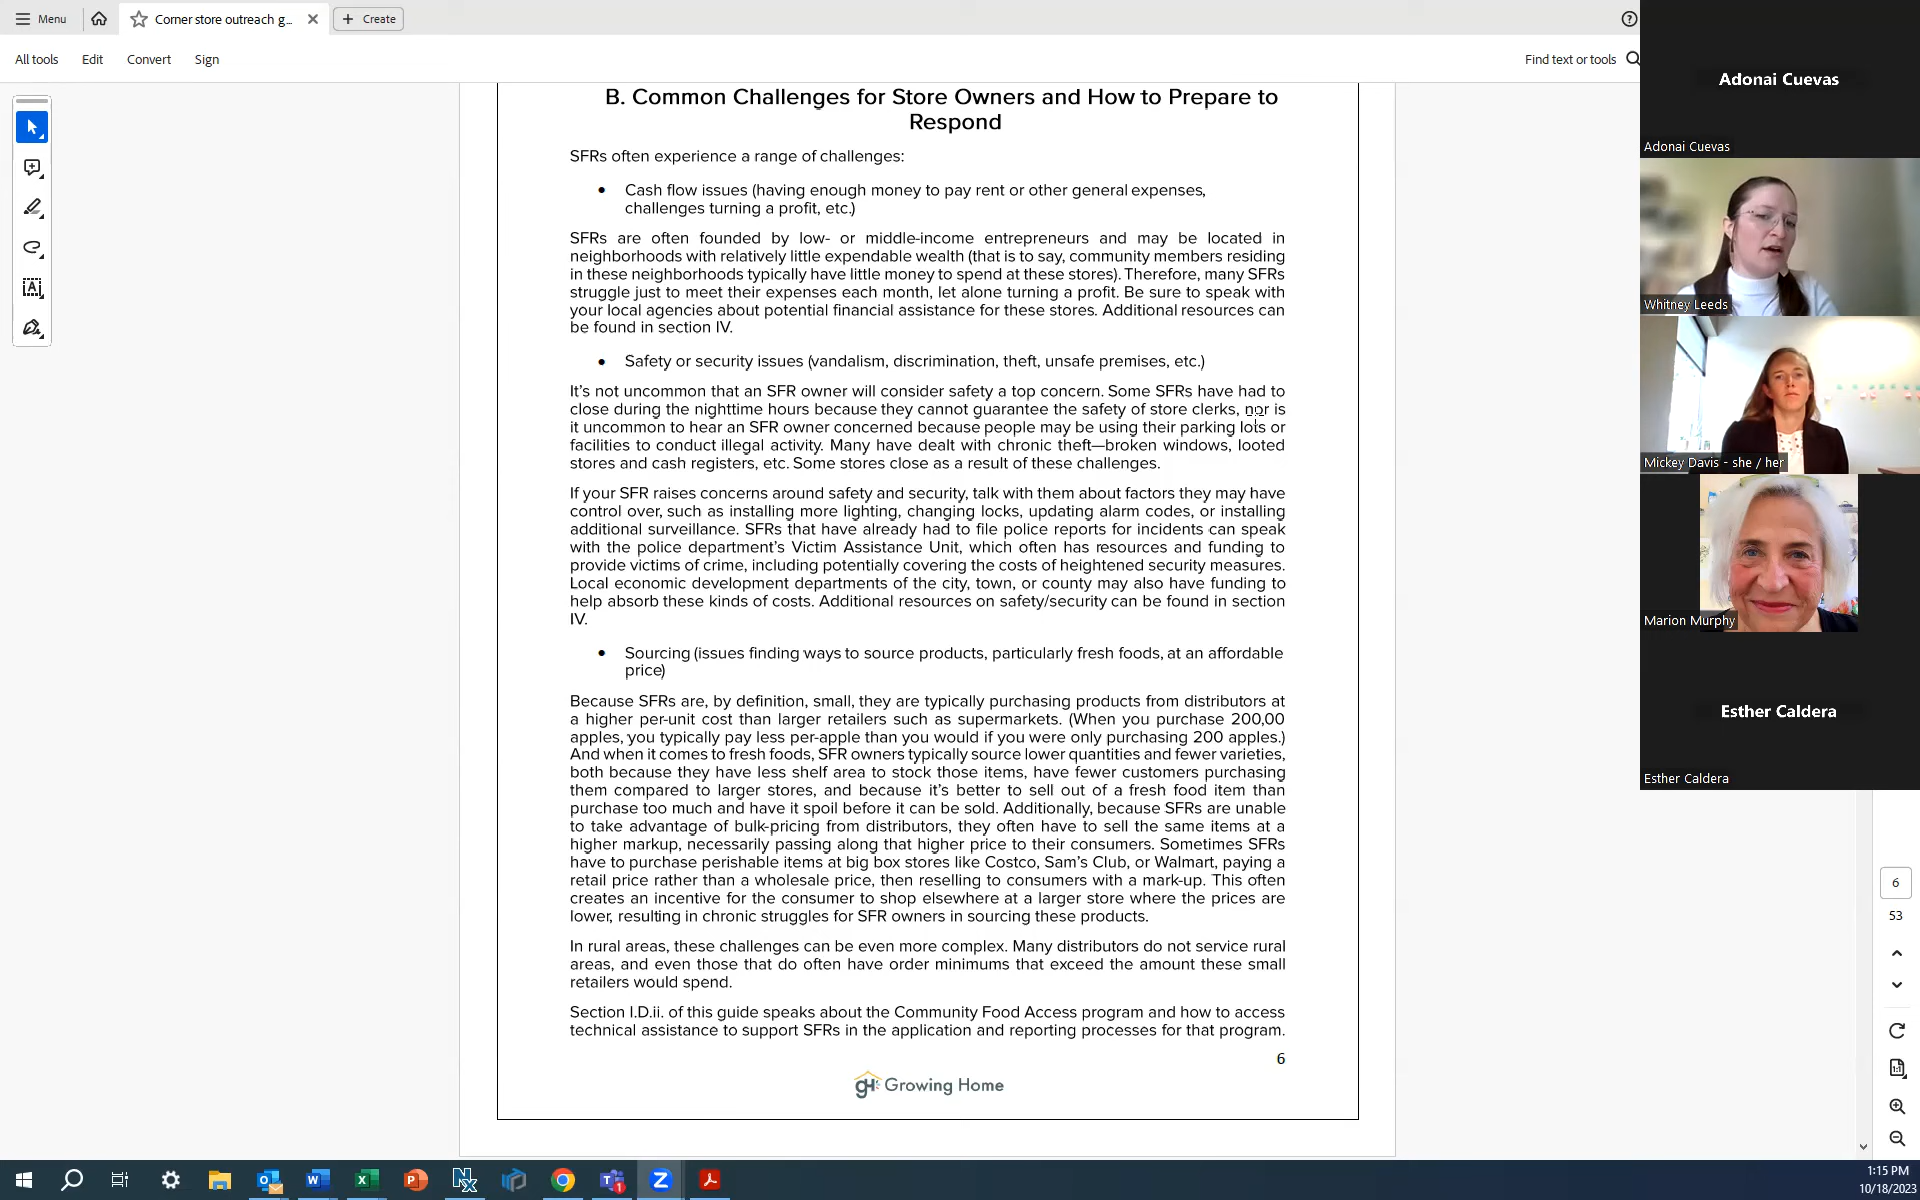 Menu
Corner store outreach g...
Create
All tools
Edit
Convert
Sign
Find text or tools
B. Common Challenges for Store Owners and How to Prepare to
Respond
SFRs often experience a range of challenges:
• Cash flow issues (having enough money to pay rent or other general expenses,
challenges turning a profit, etc.)
SFRs are often founded by low- or middle-income entrepreneurs and may be located in
neighborhoods with relatively little expendable wealth (that is to say, community members residing
in these neighborhoods typically have little money to spend at these stores). Therefore, many SFRs
struggle just to meet their expenses each month, let alone turning a profit. Be sure to speak with
your local agencies about potential financial assistance for these stores. Additional resources can
be found in section IV.
• Safety or security issues (vandalism, discrimination, theft, unsafe premises, etc.)
It's not uncommon that an SFR owner will consider safety a top concern. Some SFRs have had to
close during the nighttime hours because they cannot guarantee the safety of store clerks, nor is
it uncommon to hear an SFR owner concerned because people may be using their parking lots or
facilities to conduct illegal activity. Many have dealt with chronic theft—broken windows, looted
stores and cash registers, etc. Some stores close as a result of these challenges.
If your SFR raises concerns around safety and security, talk with them about factors they may have
control over, such as installing more lighting, changing locks, updating alarm codes, or installing
additional surveillance. SFRs that have already had to file police reports for incidents can speak
with the police department's Victim Assistance Unit, which often has resources and funding to
provide victims of crime, including potentially covering the costs of heightened security measures.
Local economic development departments of the city, town, or county may also have funding to
help absorb these kinds of costs. Additional resources on safety/security can be found in section
IV.
• Sourcing (issues finding ways to source products, particularly fresh foods, at an affordable
price)
Because SFRs are, by definition, small, they are typically purchasing products from distributors at
a higher per-unit cost than larger retailers such as supermarkets. (When you purchase 200,00
apples, you typically pay less per-apple than you would if you were only purchasing 200 apples.)
And when it comes to fresh foods, SFR owners typically source lower quantities and fewer varieties,
both because they have less shelf area to stock those items, have fewer customers purchasing
them compared to larger stores, and because it's better to sell out of a fresh food item than
purchase too much and have it spoil before it can be sold. Additionally, because SFRs are unable
to take advantage of bulk-pricing from distributors, they often have to sell the same items at a
higher markup, necessarily passing along that higher price to their consumers. Sometimes SFRs
have to purchase perishable items at big box stores like Costco, Sam's Club, or Walmart, paying a
retail price rather than a wholesale price, then reselling to consumers with a mark-up. This often
creates an incentive for the consumer to shop elsewhere at a larger store where the prices are
lower, resulting in chronic struggles for SFR owners in sourcing these products.
In rural areas, these challenges can be even more complex. Many distributors do not service rural
areas, and even those that do often have order minimums that exceed the amount these small
retailers would spend.
Section I.D.ii. of this guide speaks about the Community Food Access program and how to access
technical assistance to support SFRs in the application and reporting processes for that program.
6
gH Growing Home
Adonai Cuevas
Adonai Cuevas
Whitney Leeds
Mickey Davis - she / her
Marion Murphy
Esther Caldera
Esther Caldera
6
53
1:15 PM
10/18/2023